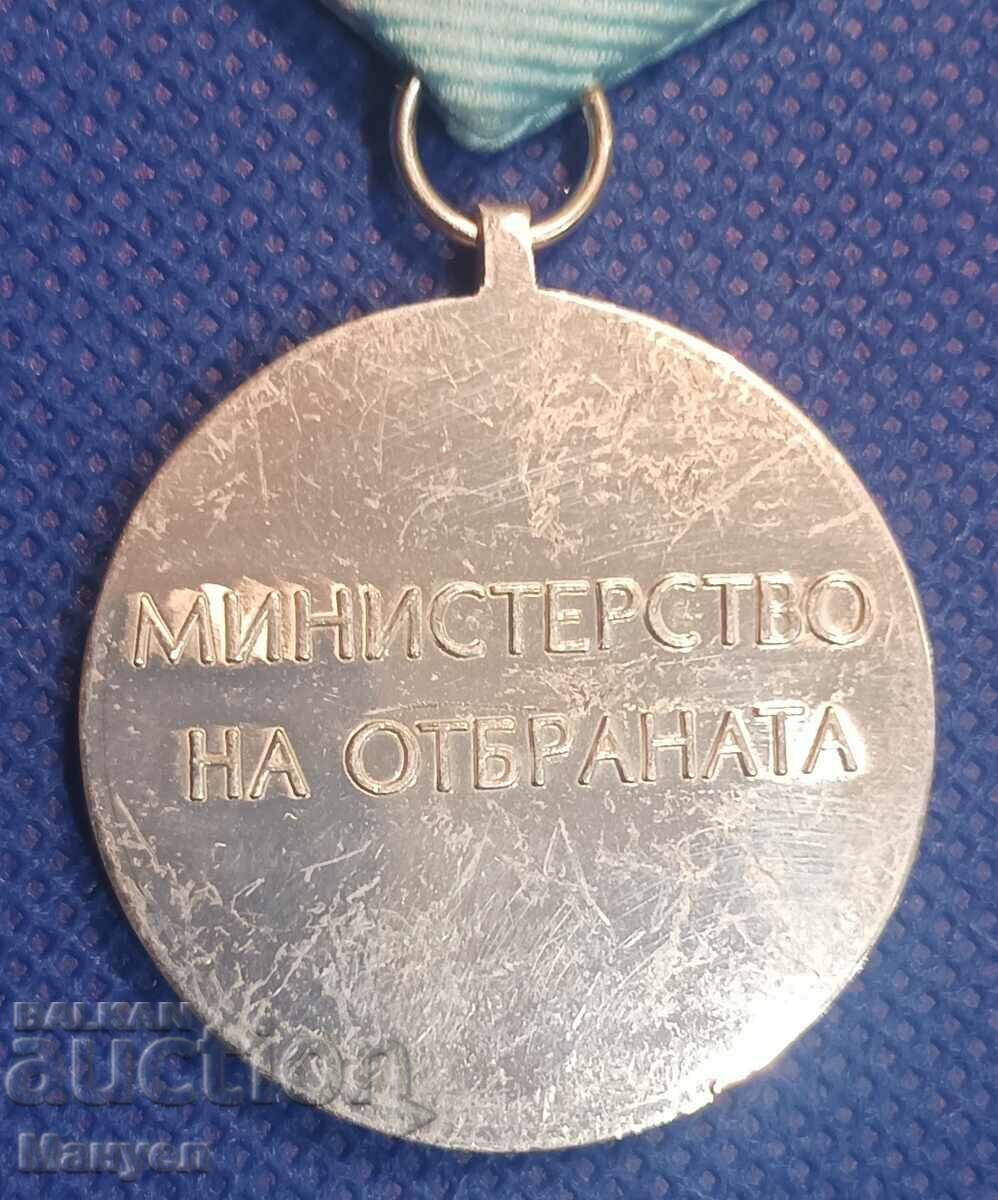 МИНИСТЕРСТВО
НА ОТБРАНАТА
BALKAN
auction
Мануел